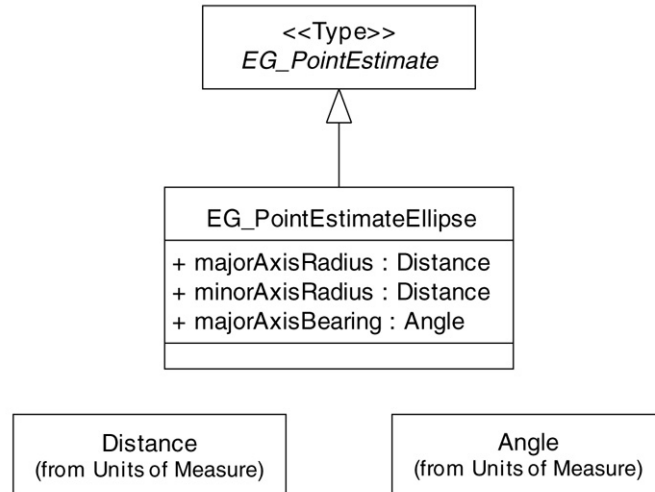 <<Type>>
EG_PointEstimate
EG_PointEstimateEllipse
+ majorAxisRadius : Distance
+ minorAxisRadius : Distance
+ majorAxisBearing : Angle
Distance
(from Units of Measure)
Angle
(from Units of Measure)